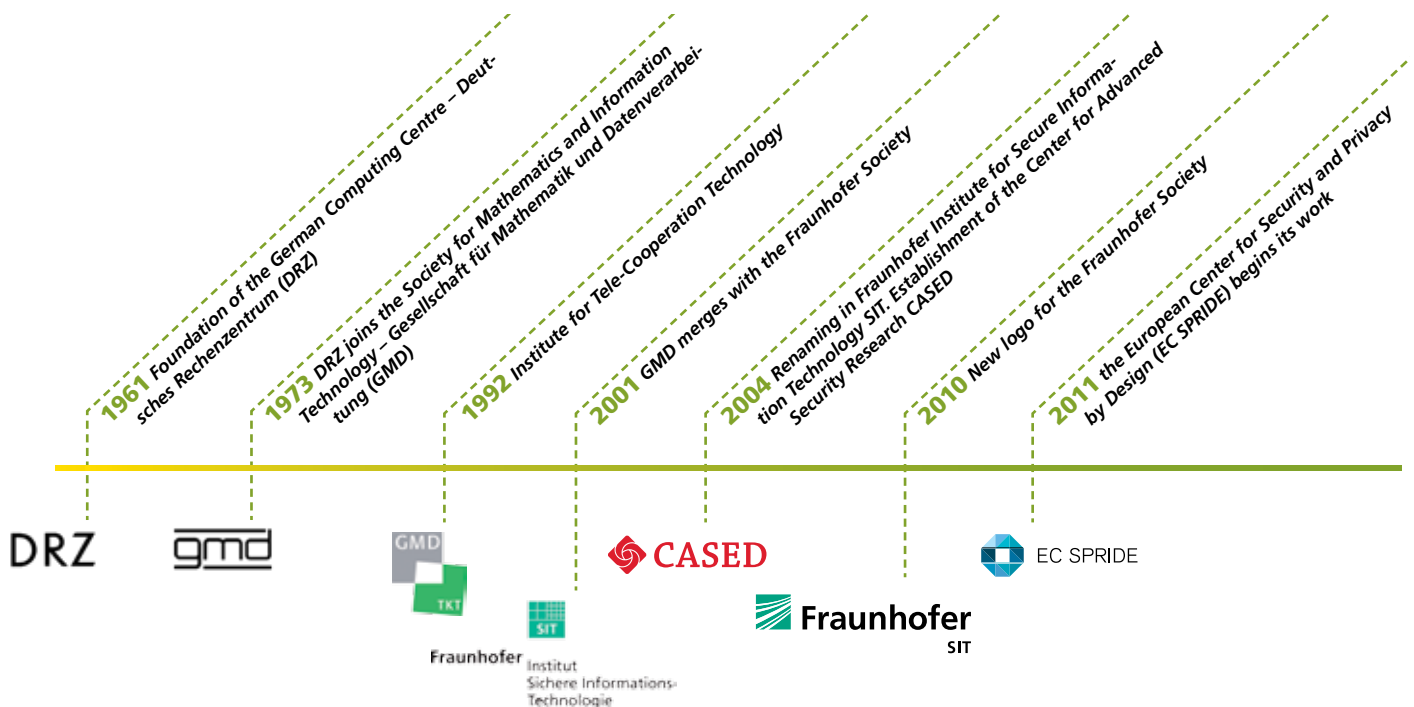 1961 Foundation of the German Computing Centre – Deut-
sches Rechenzentrum (DRZ)
1973 DRZ joins the Society for Mathematics and Information
Technology – Gesellschaft für Mathematik und Datenverarbei-
tung (GMD)
1992 Institute for Tele-Cooperation Technology
2001 GMD merges with the Fraunhofer Society
2004 Renaming in Fraunhofer Institute for Secure Informa-
tion Technology SIT. Establishment of the Center for Advanced
Security Research CASED
2010 New logo for the Fraunhofer Society
2011 the European Center for Security and Privacy
by Design (EC SPRIDE) begins its work
DRZ
gmd
GMD
TKT
Fraunhofer
SIT
Institut
Sichere Informations-
Technologie
CASED
Fraunhofer
SIT
EC SPRIDE